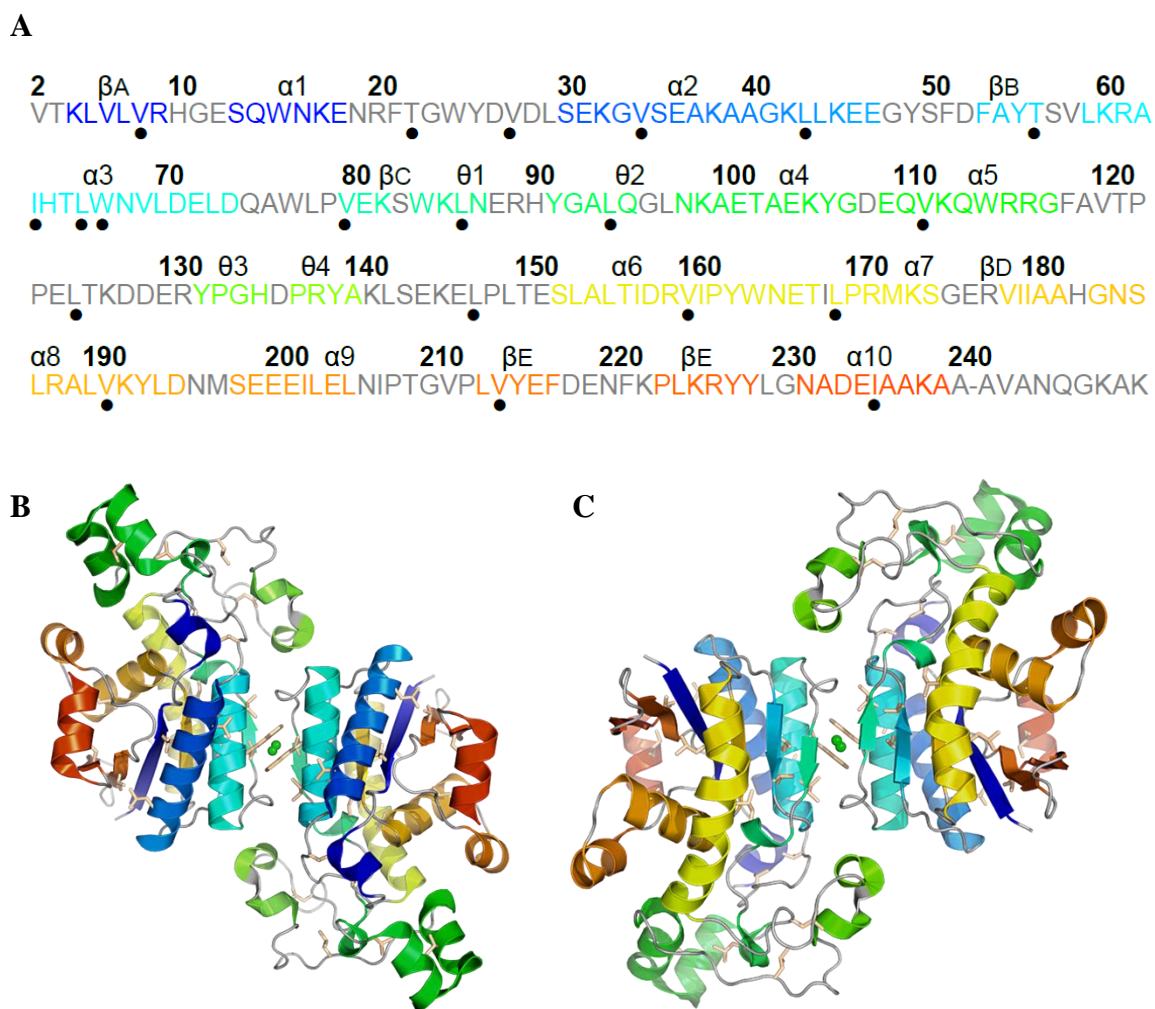 A
2 βA 10 α1 20 30 α2 40 50 βB 60
VTKLVLVRHGESQWNKENRFTGWYDVDLSEKGVSEAKAAGKLLKEEGYSFDFAYTSVLKRA
α3 70 80 βC θ1 90 θ2 100 α4 110 α5 120
IHTLWNVLDELDQAWLPVEKSWKLNERHYGALQGLNKAETAEKYGDEQVKQWRRGFAVTP
130 θ3 θ4 140 150 α6 160 170 α7 βD 180
PELTKDDERYPGHDPRYAKLSEKELPLTESLALTIDRVIPYWNETILPRMKSGERVIIAAHGNS
α8 190 200 α9 210 βE 220 βE 230 α10 240
LRALVKYLDNMSEEEILELNIPTGVPLVYEFDENFKPLKRYYLGNADEIAAKAA-AVANQGKAK
B C